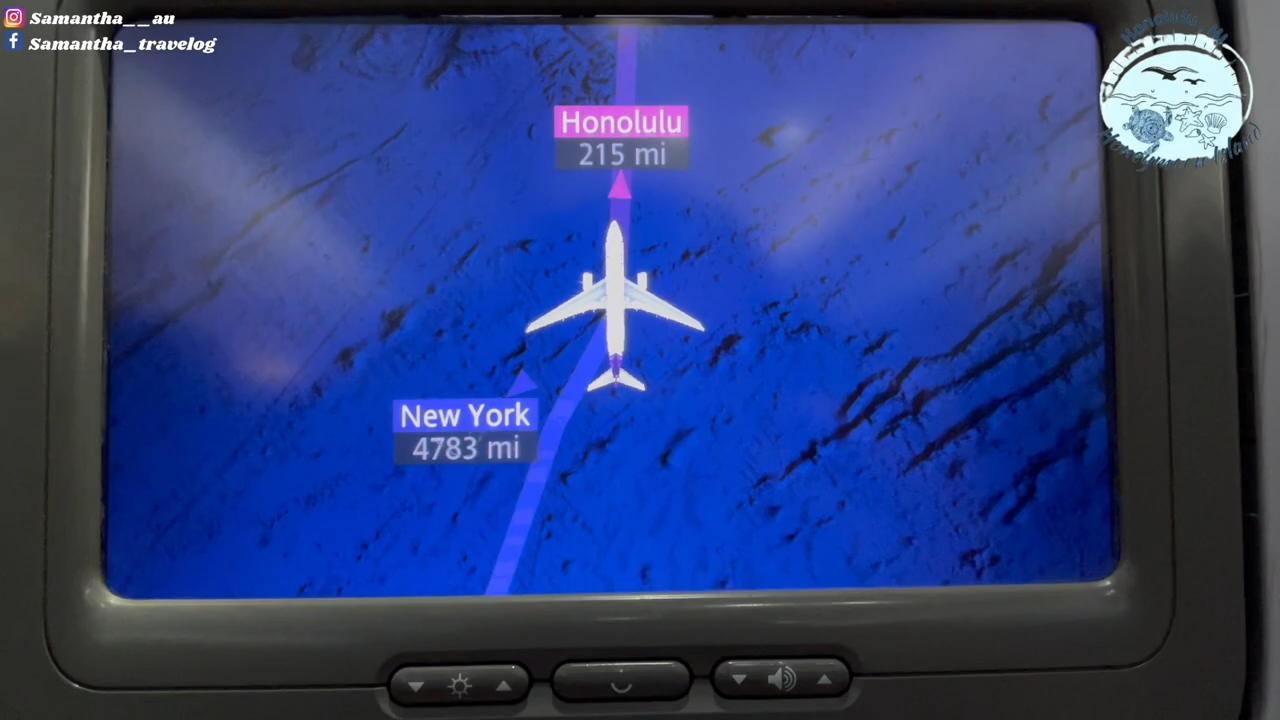 Samantha__au
Samantha_travelog
Honolulu
215 mi
New York
4783 mi